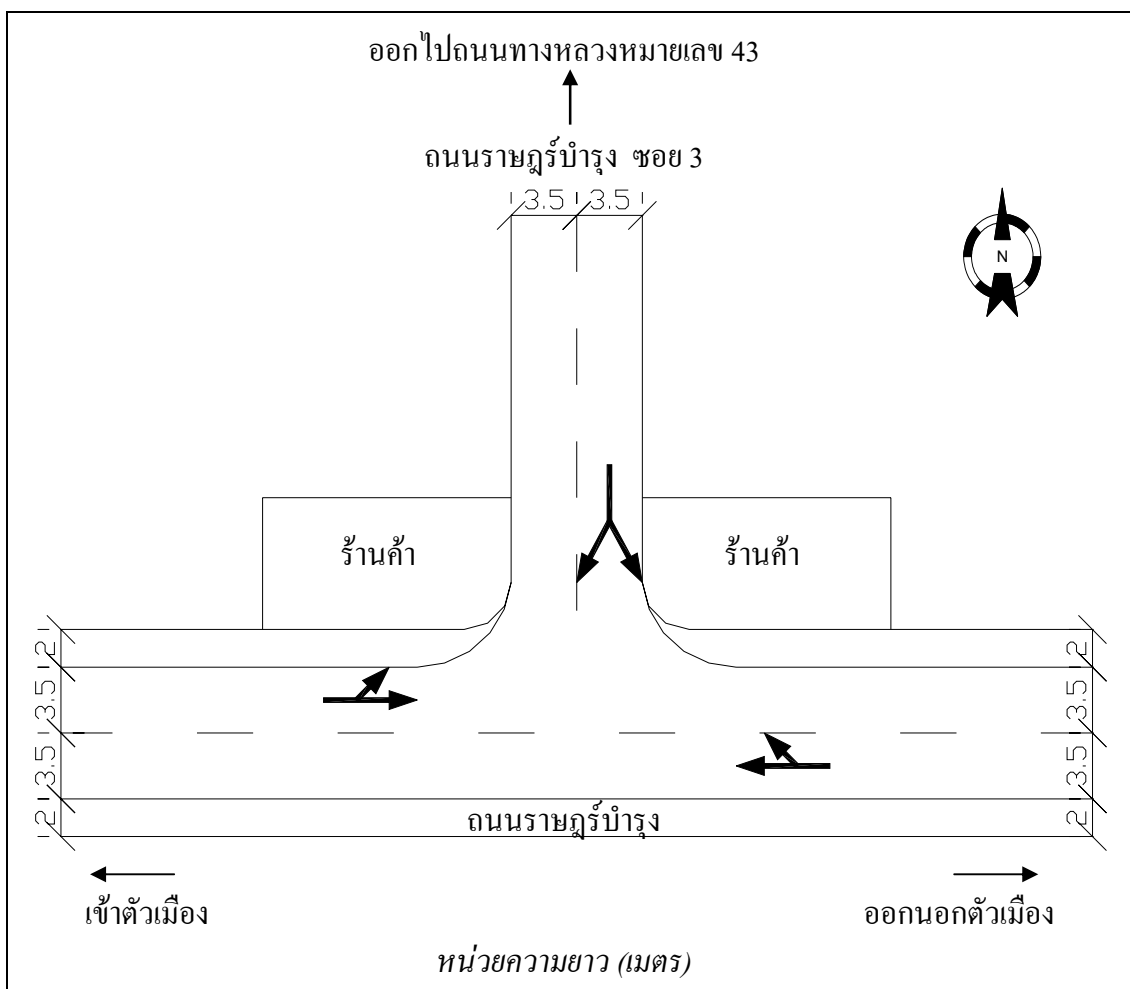 ออกไปถนนทางหลวงหมายเลข 43
ถนนราษฎร์บำรุง ซอย 3
3.5 3.5
N
ร้านค้า ร้านค้า
2 2
3.5 3.5
3.5 3.5
2 2
ถนนราษฎร์บำรุง
เข้าตัวเมือง ออกนอกตัวเมือง
หน่วยความยาว (เมตร)